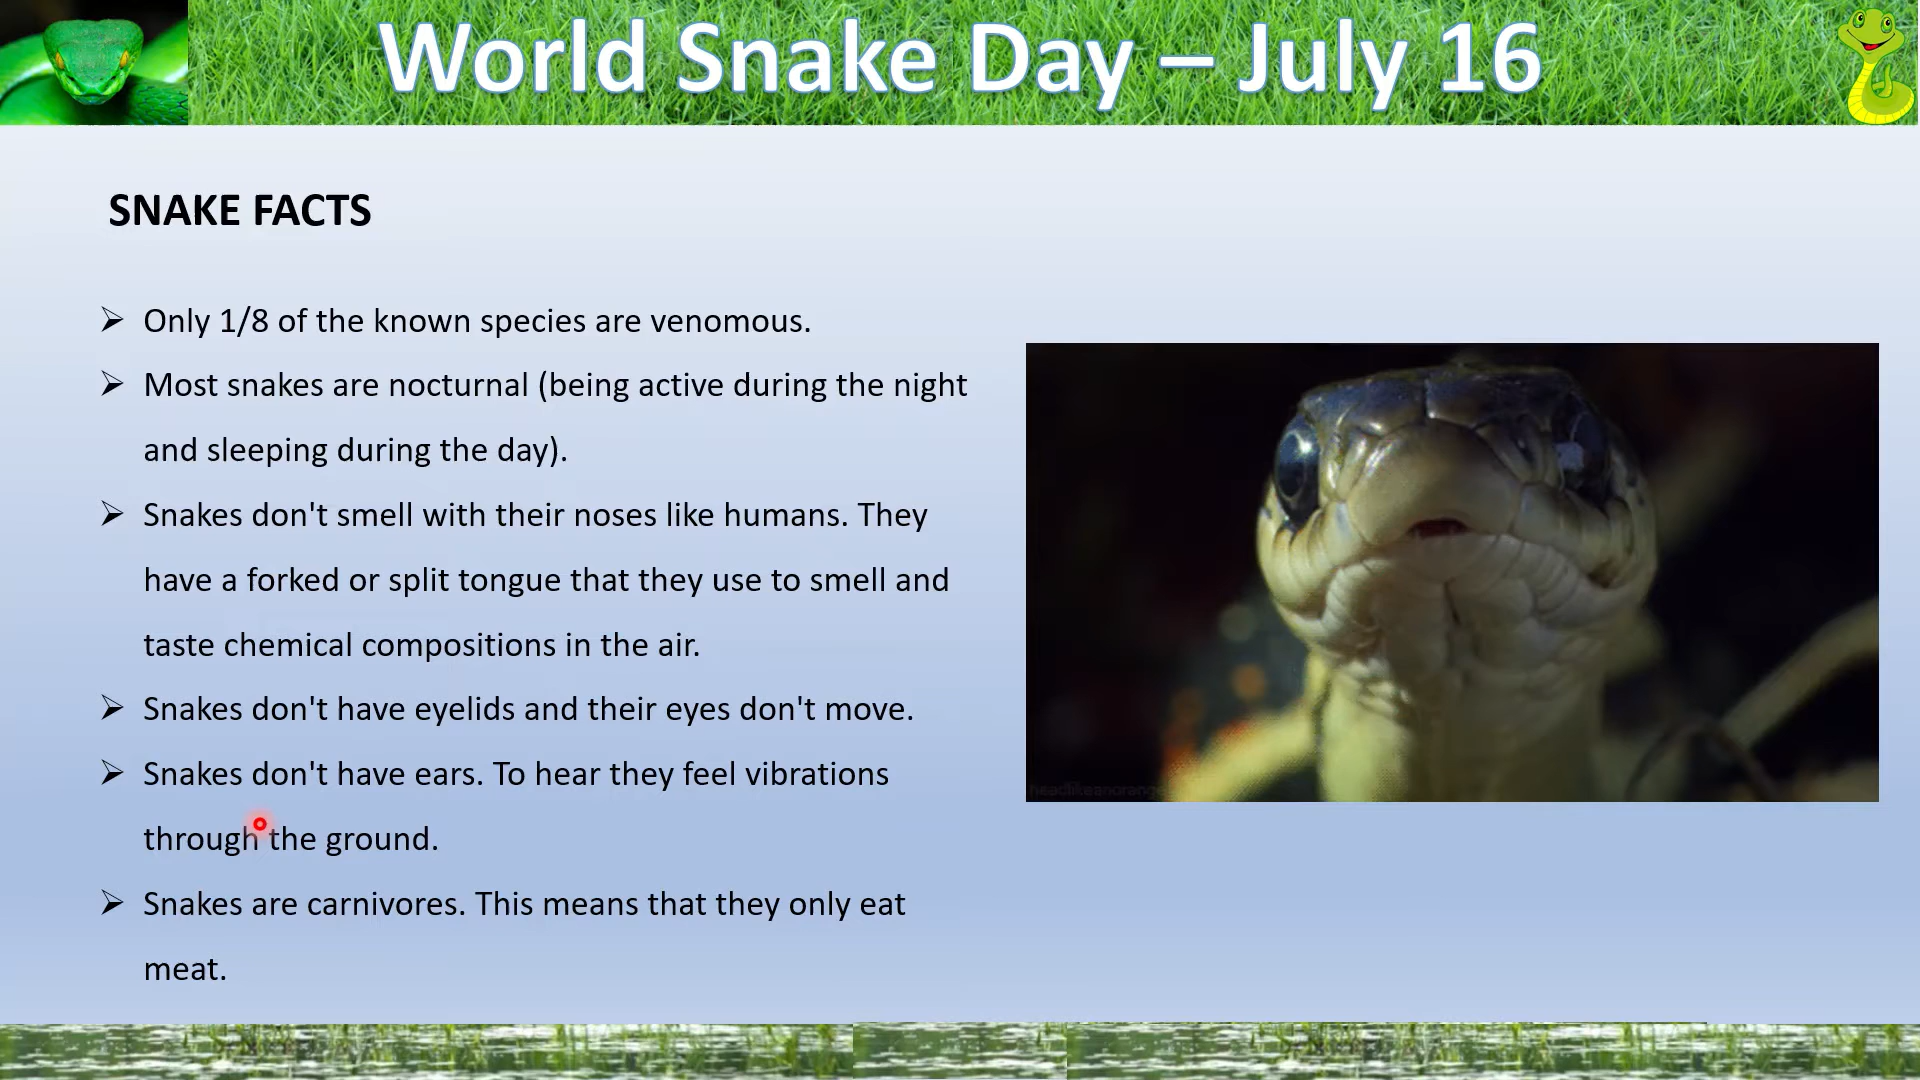 World Snake Day – July 16
SNAKE FACTS
➢ Only 1/8 of the known species are venomous.
➢ Most snakes are nocturnal (being active during the night
and sleeping during the day).
➢ Snakes don't smell with their noses like humans. They
have a forked or split tongue that they use to smell and
taste chemical compositions in the air.
➢ Snakes don't have eyelids and their eyes don't move.
➢ Snakes don't have ears. To hear they feel vibrations
through the ground.
➢ Snakes are carnivores. This means that they only eat
meat.